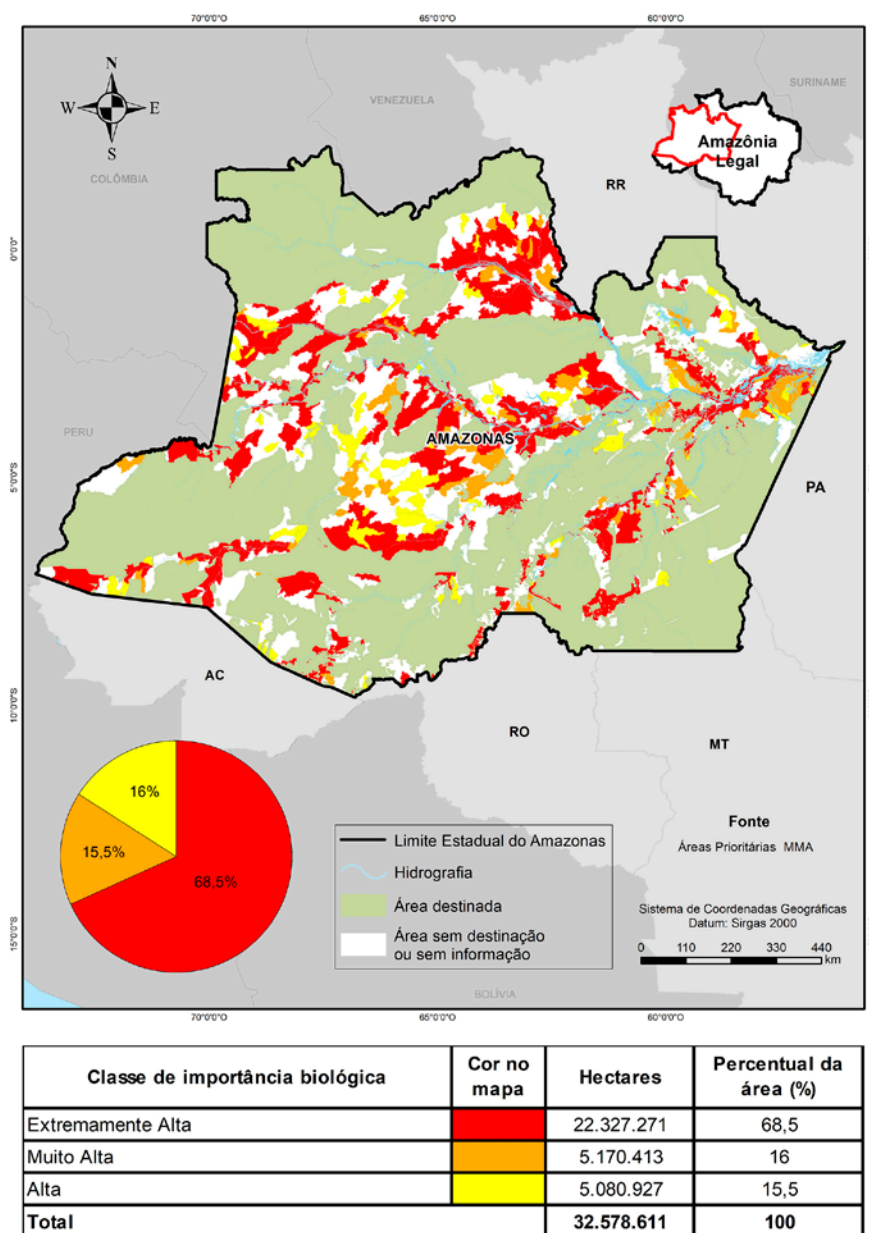 70°0'0"O 65°0'0"O 60°0'0"O
N
W E
S
SURINAME
VENEZUELA
Amazônia
Legal
COLÔMBIA
RR
0°0'0"
PERU
AMAZONAS
5°0'0"S
PA
AC
10°0'0"S
RO
MT
16%
15,5%
68,5%
Limite Estadual do Amazonas
Hidrografia
Área destinada
Área sem destinação
ou sem informação
Fonte
Áreas Prioritárias MMA
Sistema de Coordenadas Geográficas
Datum: Sirgas 2000
0 110 220 330 440
km
15°0'0"S
BOLÍVIA
70°0'0"O 65°0'0"O 60°0'0"O
Classe de importância biológica Cor no mapa Hectares Percentual da área (%)
Extremamente Alta 22.327.271 68,5
Muito Alta 5.170.413 16
Alta 5.080.927 15,5
Total 32.578.611 100